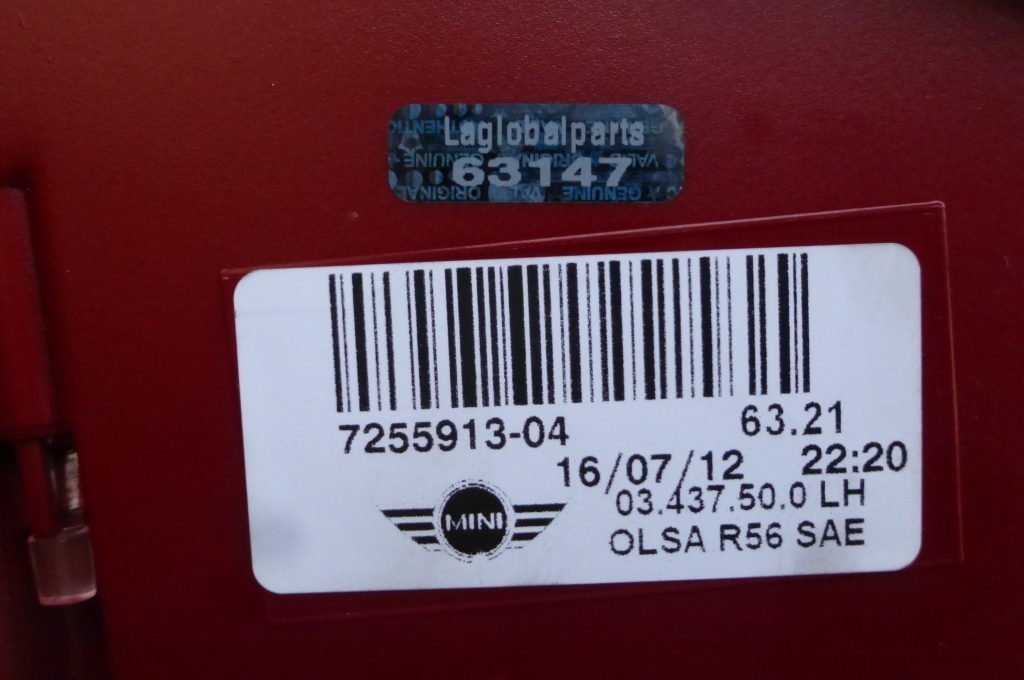 Laglobalparts
63147
7255913-04 63.21
16/07/12 22:20
03.437.50.0 LH
MINI
OLSA R56 SAE